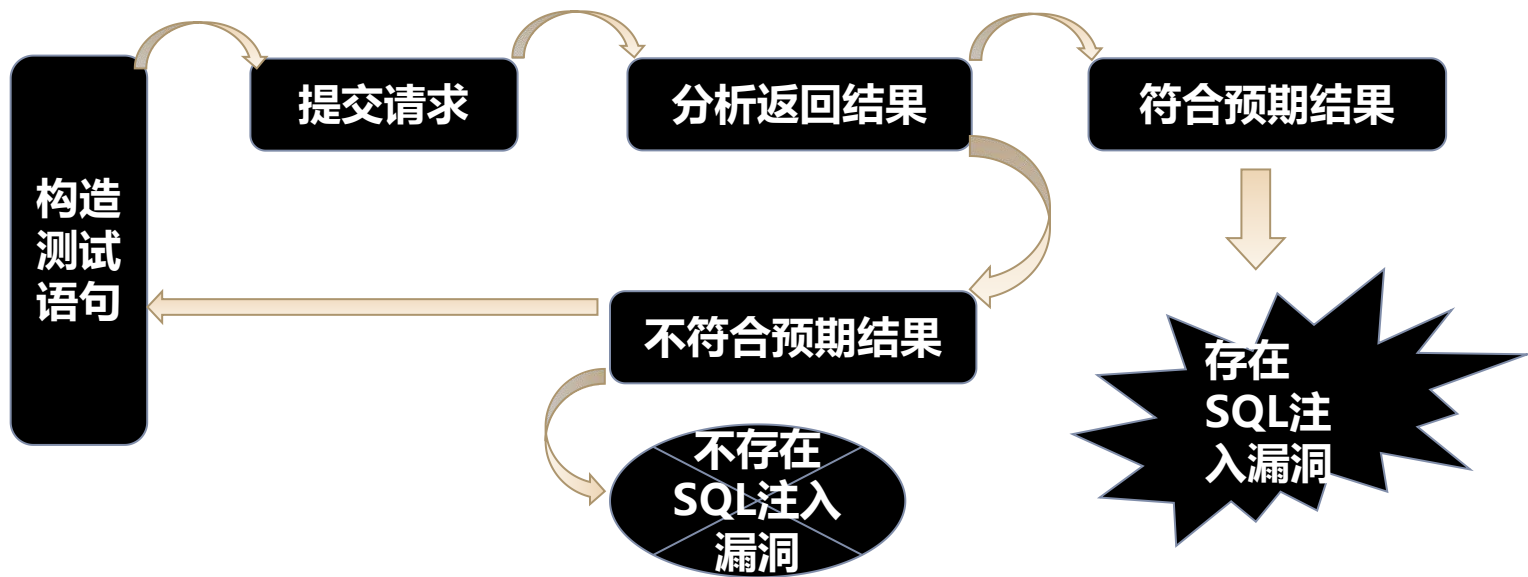 提交请求
分析返回结果
符合预期结果
构造
测试
语句
不符合预期结果
存在
SQL注
入漏洞
不存在
SQL注入
漏洞